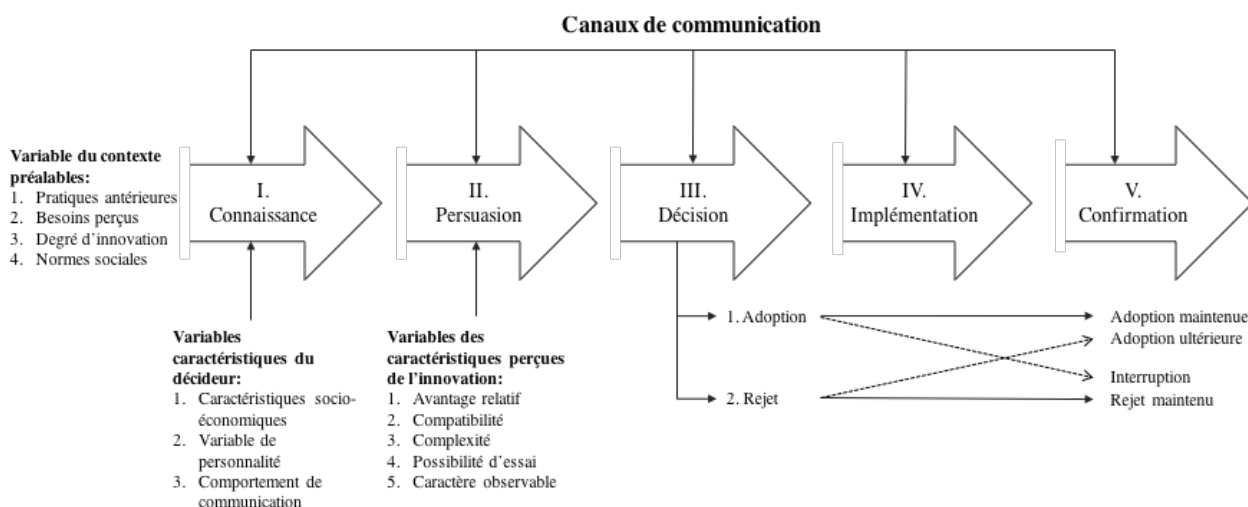 Canaux de communication
Variable du contexte
préalables:
1. Pratiques antérieures
2. Besoins perçus
3. Degré d'innovation
4. Normes sociales
I.
Connaissance
II.
Persuasion
III.
Décision
IV.
Implémentation
V.
Confirmation
Variables
caractéristiques du
décideur:
1. Caractéristiques socio-
économiques
2. Variable de
personnalité
3. Comportement de
communication
Variables des
caractéristiques perçues
de l'innovation:
1. Avantage relatif
2. Compatibilité
3. Complexité
4. Possibilité d'essai
5. Caractère observable
1. Adoption
2. Rejet
Adoption maintenue
Adoption ultérieure
Interruption
Rejet maintenu